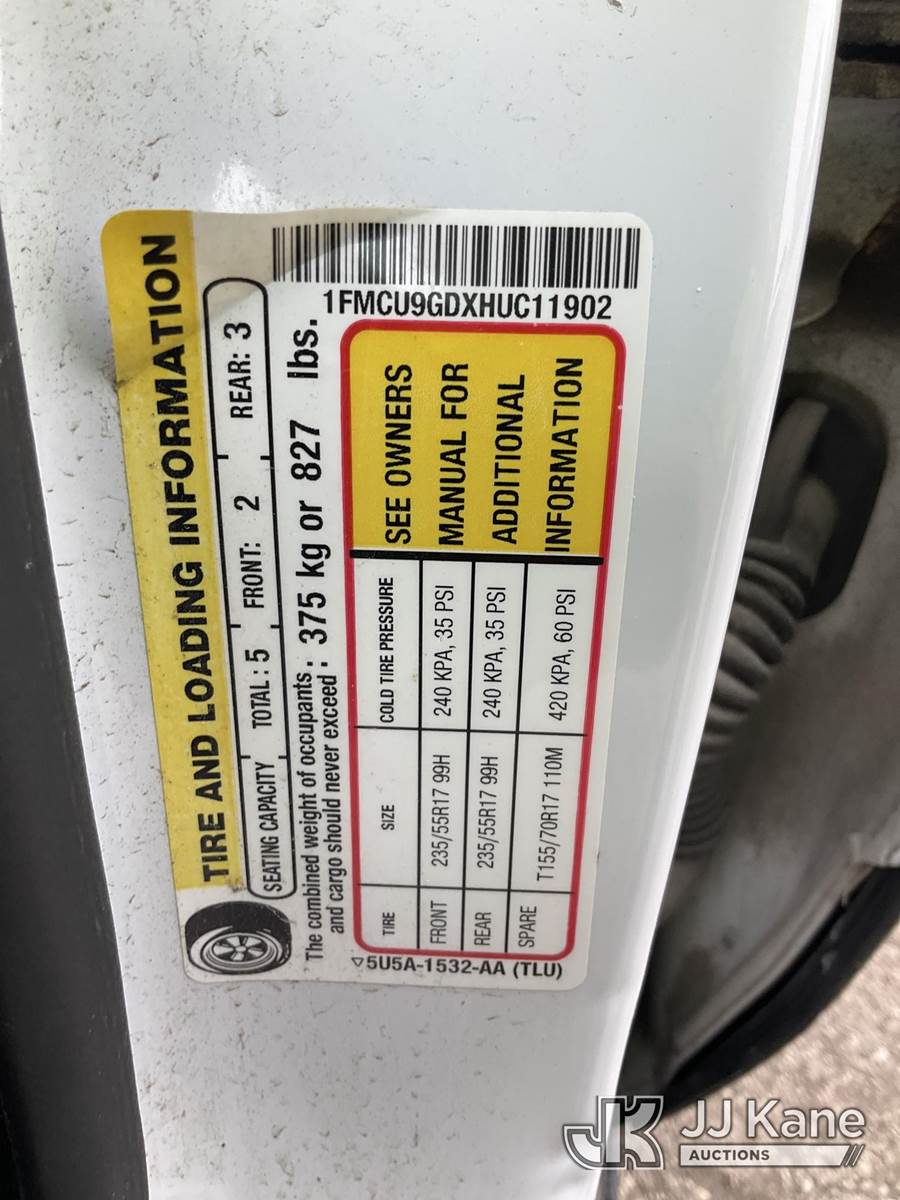 TIRE AND LOADING INFORMATION
SEATING CAPACITY TOTAL: 5 FRONT: 2 REAR: 3
The combined weight of occupants : 375 kg or 827 lbs.
and cargo should never exceed :
TIRE SIZE COLD TIRE PRESSURE
FRONT 235/55R17 99H 240 KPA, 35 PSI
REAR 235/55R17 99H 240 KPA, 35 PSI
SPARE T155/70R17 110M 420 KPA, 60 PSI
SEE OWNERS
MANUAL FOR
ADDITIONAL
INFORMATION
5U5A-1532-AA (TLU)
1FMCU9GDXHUC11902
JK JJ Kane
AUCTIONS